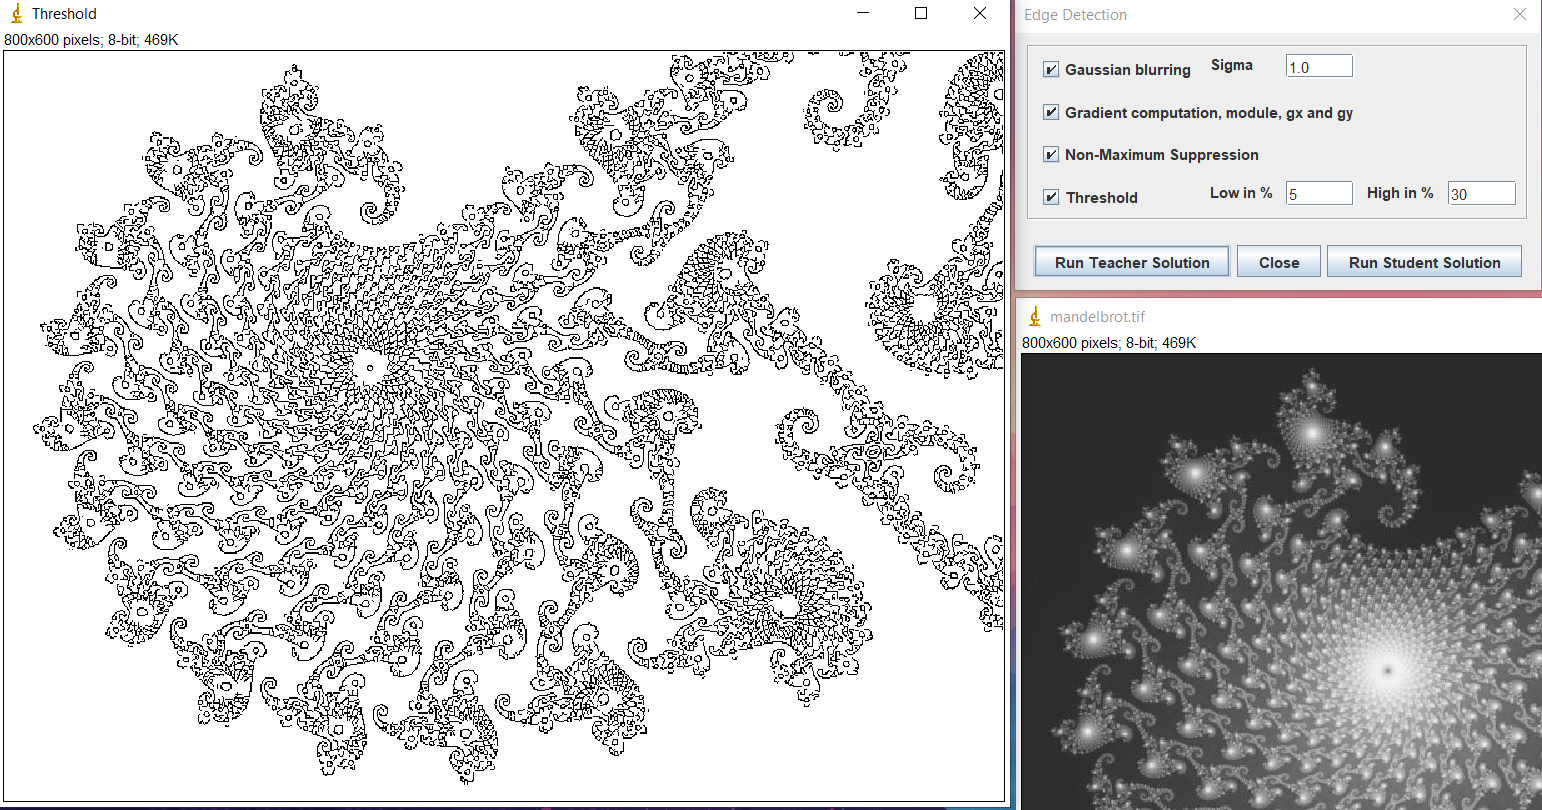 Threshold
800x600 pixels; 8-bit; 469K
Edge Detection
Gaussian blurring Sigma 1.0
Gradient computation, module, gx and gy
Non-Maximum Suppression
Threshold Low in % 5 High in % 30
Run Teacher Solution Close Run Student Solution
mandelbrot.tif
800x600 pixels; 8-bit; 469K